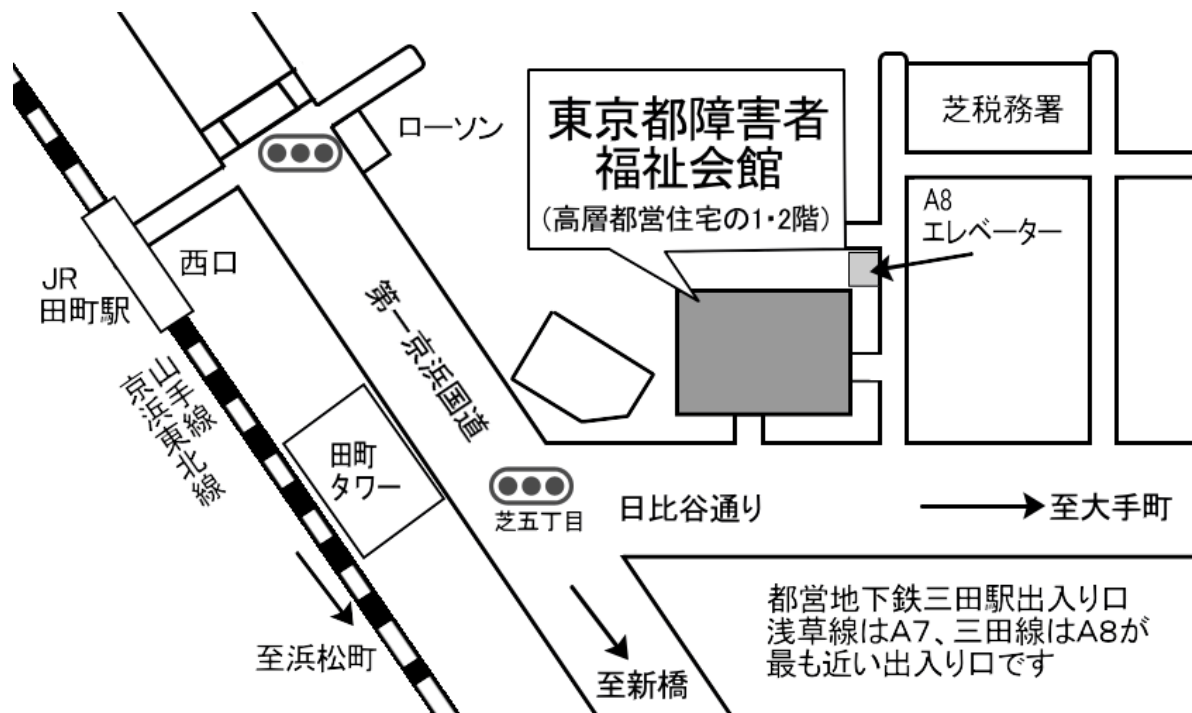 東京都障害者
福祉会館
(高層都営住宅の1・2階)
ローソン
芝税務署
A8
エレベーター
西口
JR
田町駅
第一京浜国道
山手線
京浜東北線
田町
タワー
芝五丁目
日比谷通り
至大手町
至浜松町
至新橋
都営地下鉄三田駅出入り口
浅草線はA7、三田線はA8が
最も近い出入り口です